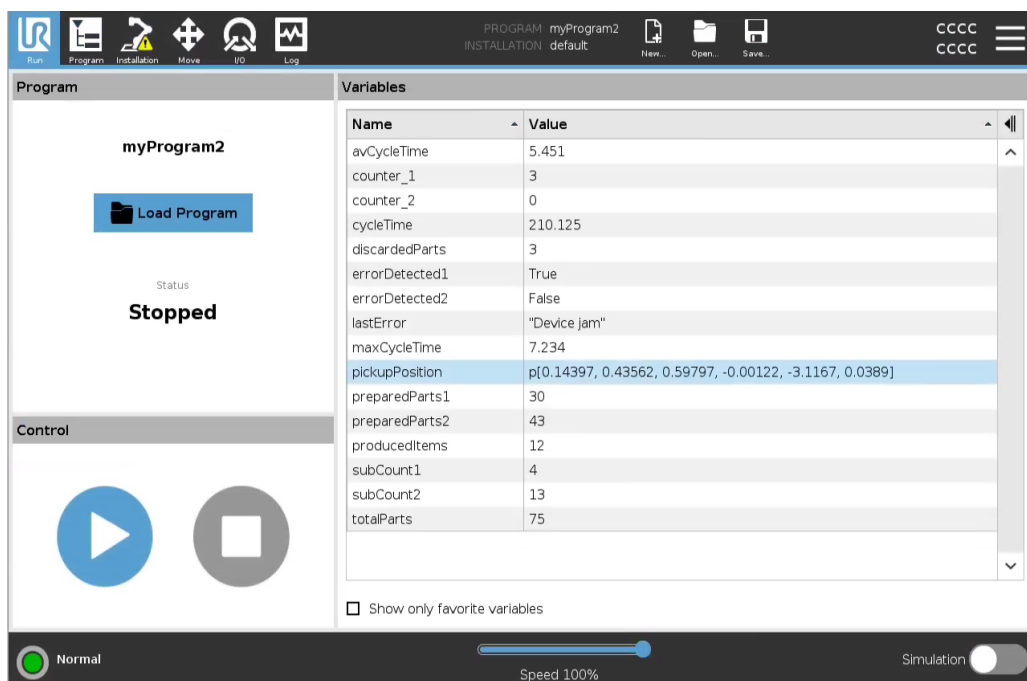 UR
PROGRAM myProgram2
INSTALLATION default
CCCC
CCCC
Run Program Installation Move I/O Log New... Open... Save...
Program
myProgram2
Load Program
Status
Stopped
Control
Variables
Name Value
avCycleTime 5.451
counter_1 3
counter_2 0
cycleTime 210.125
discardedParts 3
errorDetected1 True
errorDetected2 False
lastError "Device jam"
maxCycleTime 7.234
pickupPosition p[0.14397, 0.43562, 0.59797, -0.00122, -3.1167, 0.0389]
preparedParts1 30
preparedParts2 43
producedItems 12
subCount1 4
subCount2 13
totalParts 75
Show only favorite variables
Normal
Speed 100%
Simulation